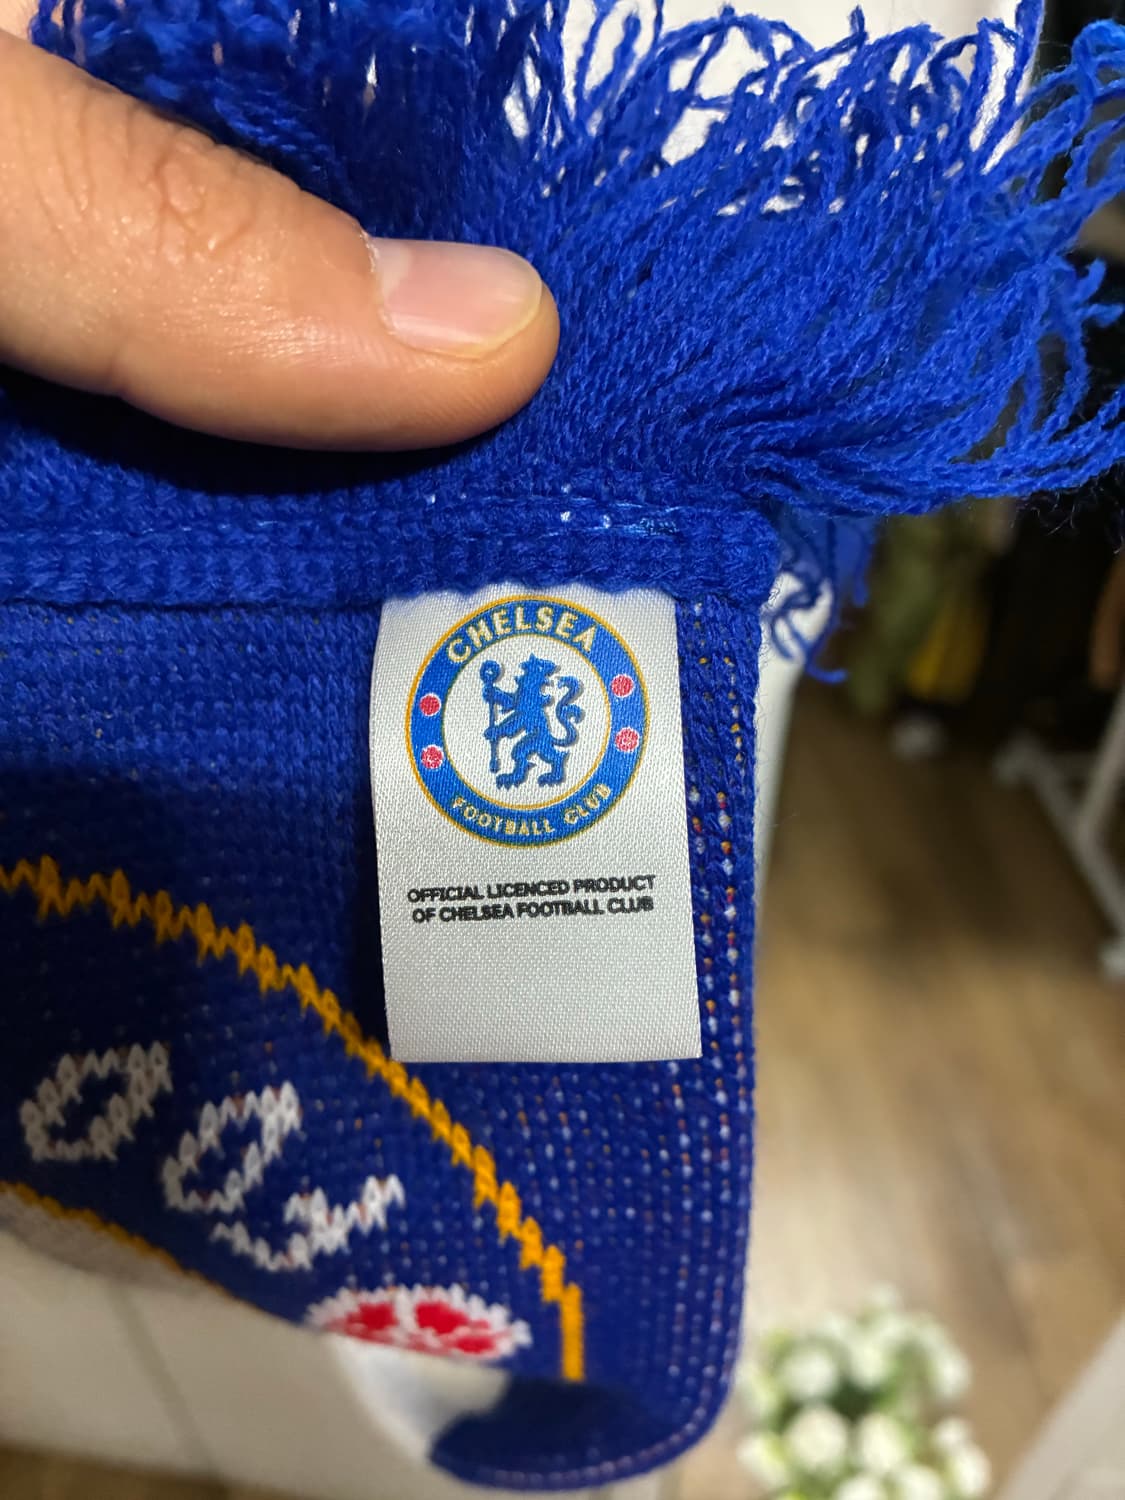 CHELSEA
FOOTBALL CLUB
OFFICIAL LICENCED PRODUCT
OF CHELSEA FOOTBALL CLUB